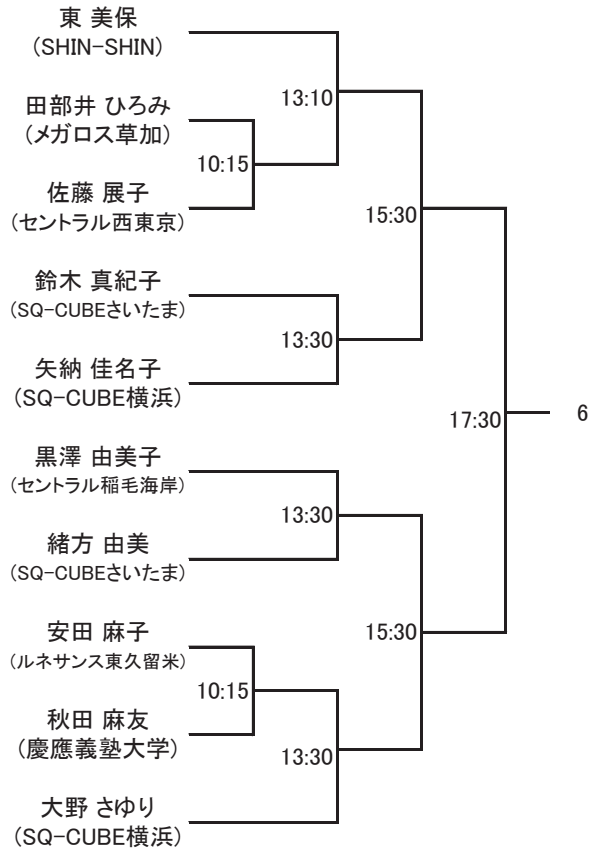 東 美保
(SHIN-SHIN)
13:10
田部井 ひろみ
(メガロス草加)
10:15
佐藤 展子
(セントラル西東京)
15:30
鈴木 真紀子
(SQ-CUBEさいたま)
13:30
矢納 佳名子
(SQ-CUBE横浜)
17:30
6
黒澤 由美子
(セントラル稲毛海岸)
13:30
緒方 由美
(SQ-CUBEさいたま)
安田 麻子
(ルネサンス東久留米)
15:30
10:15
秋田 麻友
(慶應義塾大学)
13:30
大野 さゆり
(SQ-CUBE横浜)